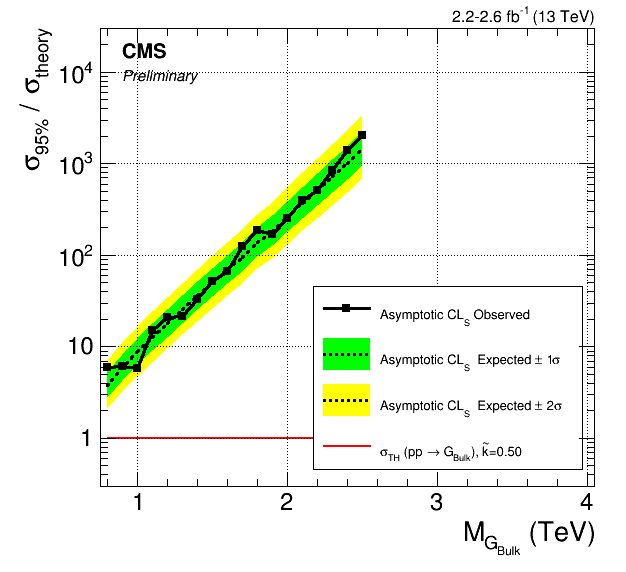 2.2-2.6 fb⁻¹ (13 TeV)
CMS
Preliminary
σ95% / σtheory
10⁴
10³
10²
10
1
Asymptotic CLS Observed
Asymptotic CLS Expected ± 1σ
Asymptotic CLS Expected ± 2σ
σTH (pp → GBulk), k̃=0.50
1 2 3 4
MGBulk (TeV)